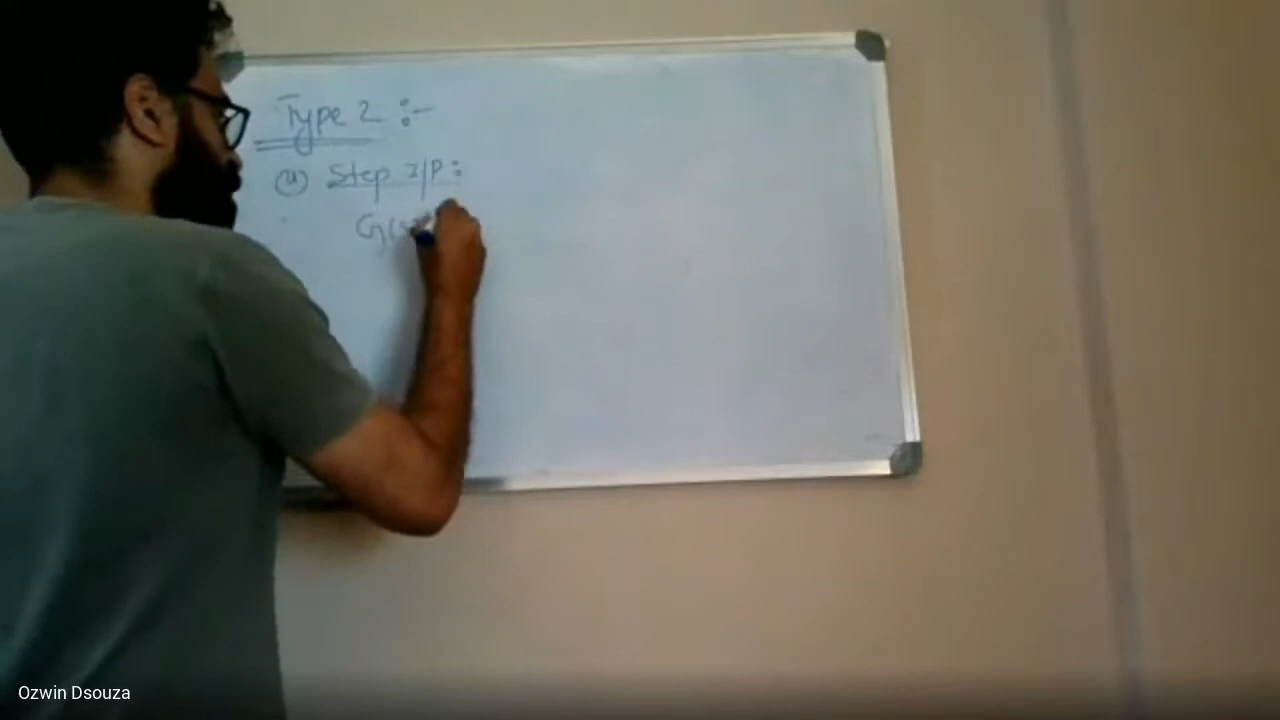 Type 2 :-
(a) Step I/P :
G(s)
Ozwin Dsouza